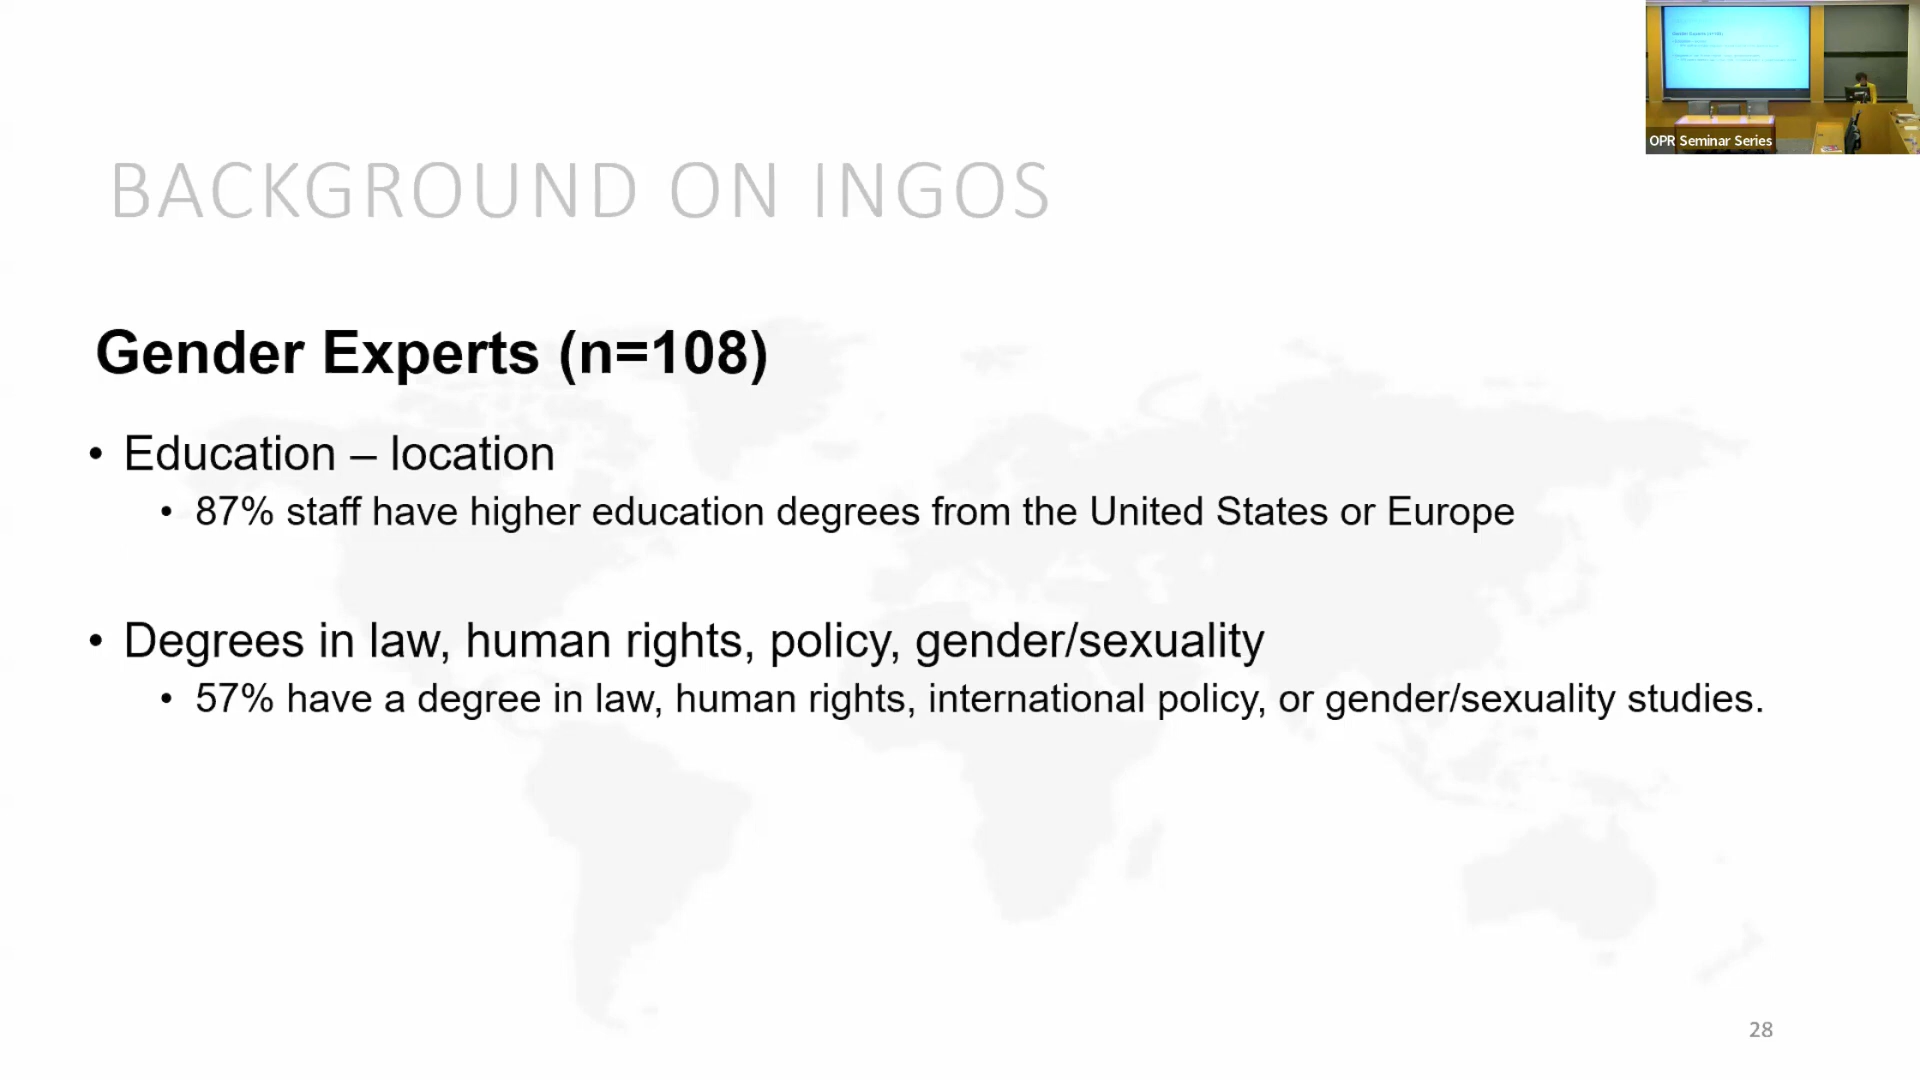 BACKGROUND ON INGOS
OPR Seminar Series
Gender Experts (n=108)
• Education – location
• 87% staff have higher education degrees from the United States or Europe
• Degrees in law, human rights, policy, gender/sexuality
• 57% have a degree in law, human rights, international policy, or gender/sexuality studies.
28